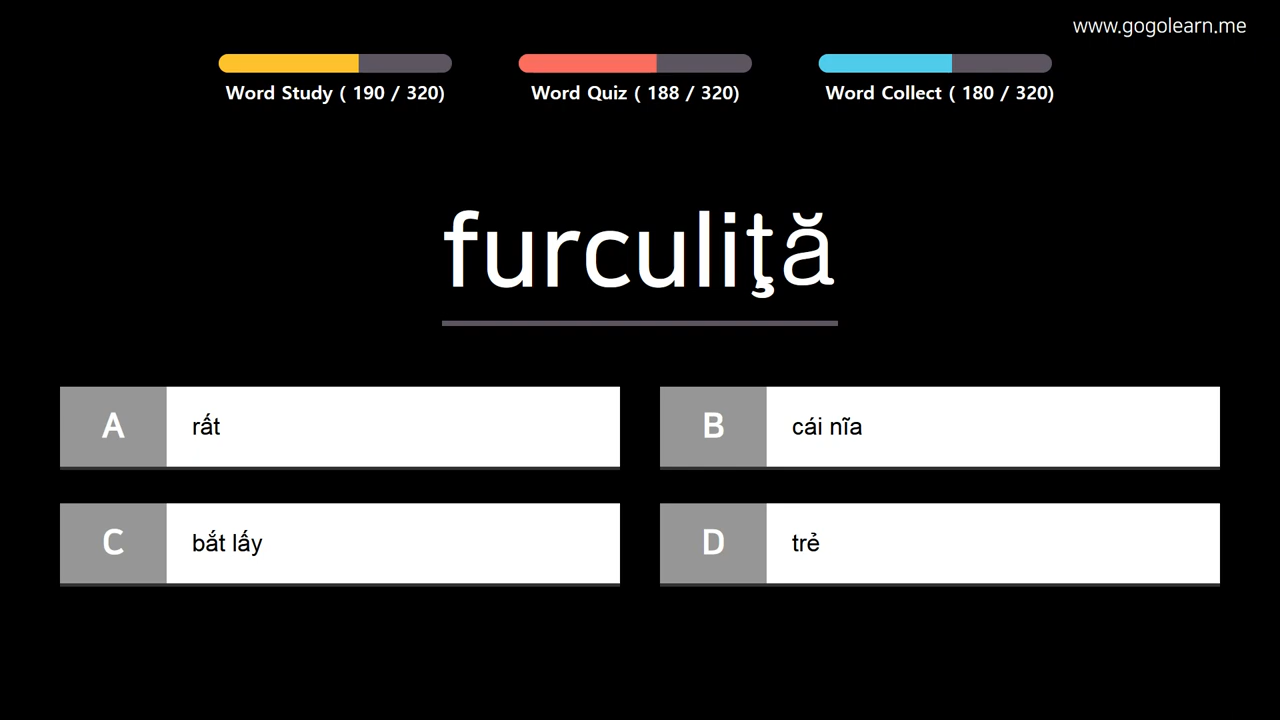 www.gogolearn.me
Word Study ( 190 / 320)
Word Quiz ( 188 / 320)
Word Collect ( 180 / 320)
furculiţă
A rất
B cái nĩa
C bắt lấy
D trẻ